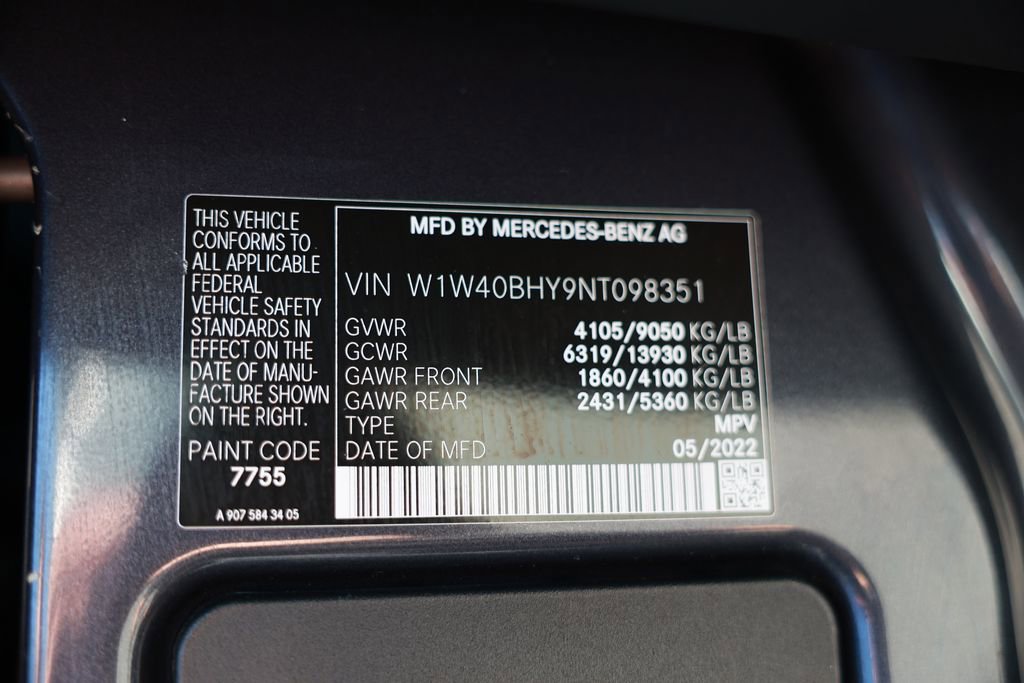 THIS VEHICLE
CONFORMS TO
ALL APPLICABLE
FEDERAL
VEHICLE SAFETY
STANDARDS IN
EFFECT ON THE
DATE OF MANU-
FACTURE SHOWN
ON THE RIGHT.
PAINT CODE
7755
A 907 584 34 05
MFD BY MERCEDES-BENZ AG
VIN W1W40BHY9NT098351
GVWR 4105/9050 KG/LB
GCWR 6319/13930 KG/LB
GAWR FRONT 1860/4100 KG/LB
GAWR REAR 2431/5360 KG/LB
TYPE MPV
DATE OF MFD 05/2022